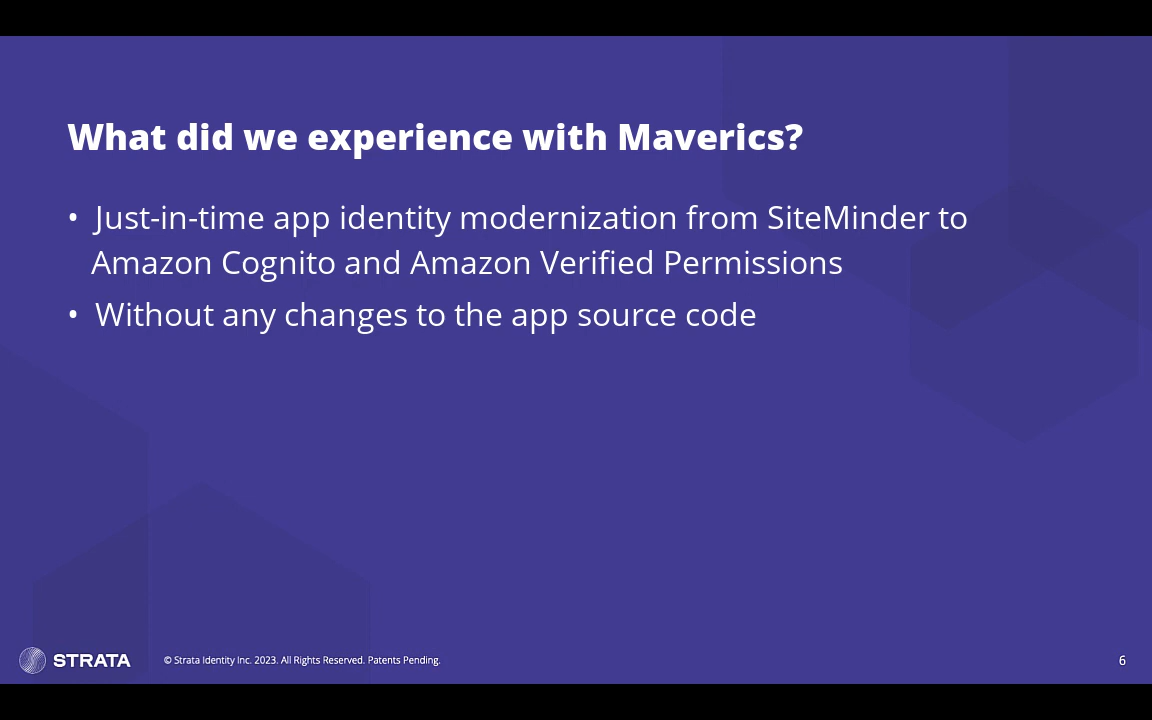 What did we experience with Maverics?
• Just-in-time app identity modernization from SiteMinder to
Amazon Cognito and Amazon Verified Permissions
• Without any changes to the app source code
STRATA
© Strata Identity Inc. 2023. All Rights Reserved. Patents Pending.
6